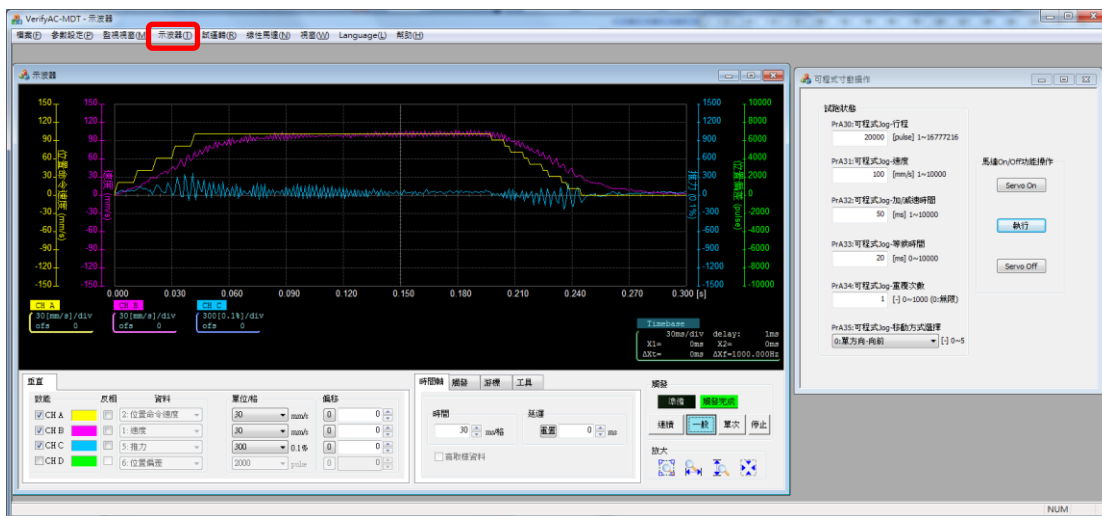 VerifyAC-MDT - 示波器
檔案(F) 參數設定(P) 監視視窗(M) 示波器(T) 試運轉(R) 線性馬達(N) 視窗(W) Language(L) 幫助(H)
示波器
150 150 1500 10000
120 120 1200 8000
90 90 900 6000
60 60 600 4000
30 30 300 2000
0 0 0 0
-30 -30 -300 -2000
-60 -60 -600 -4000
-90 -90 -900 -6000
-120 -120 -1200 -8000
-150 -150 -1500 -10000
位置命令速度 (mm/s)
速度 (mm/s)
推力 (0.1%)
位置偏差 (pulse)
0.000 0.030 0.060 0.090 0.120 0.150 0.180 0.210 0.240 0.270 0.300 [s]
CH A CH B CH C
30[mm/s]/div 30[mm/s]/div 300[0.1%]/div
ofs 0 ofs 0 ofs 0
Timebase
30ms/div delay: 1ms
X1= 0ms X2= 0ms
ΔXt= 0ms ΔXf=1000.000Hz
垂直
致能 反相 資料 單位/格 偏移
CH A 2: 位置命令速度 30 mm/s 0 0
CH B 1: 速度 30 mm/s 0 0
CH C 5: 推力 300 0.1% 0 0
CH D 6: 位置偏差 2000 pulse 0 0
時間軸 觸發 游標 工具
時間 延遲
30 ms/格 重置 0 ms
高取樣資料
觸發
準備 觸發完成
連續 一般 單次 停止
放大
可程式寸動操作
試跑狀態
PrA30:可程式Jog-行程
20000 [pulse] 1~16777216
PrA31:可程式Jog-速度
100 [mm/s] 1~10000
PrA32:可程式Jog-加/減速時間
50 [ms] 1~10000
PrA33:可程式Jog-等候時間
20 [ms] 0~10000
PrA34:可程式Jog-重覆次數
1 [-] 0~1000 (0:無限)
PrA35:可程式Jog-移動方式選擇
0:單方向-向前 [-] 0~5
馬達On/Off功能操作
Servo On
執行
Servo Off
NUM